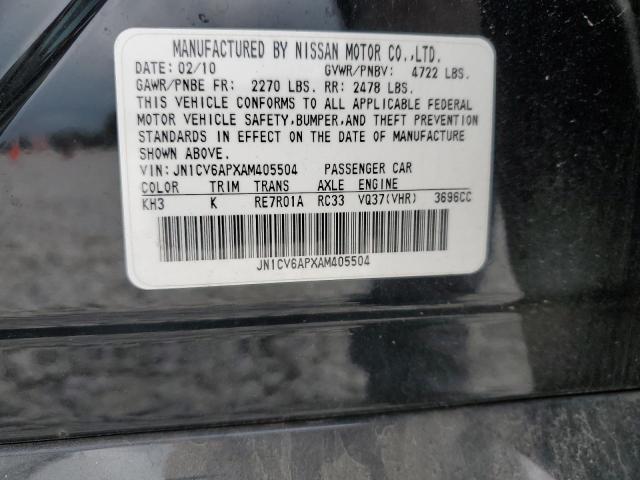 MANUFACTURED BY NISSAN MOTOR CO.,LTD.
DATE: 02/10 GVWR/PNBV: 4722 LBS.
GAWR/PNBE FR: 2270 LBS. RR: 2478 LBS.
THIS VEHICLE CONFORMS TO ALL APPLICABLE FEDERAL
MOTOR VEHICLE SAFETY,BUMPER,AND THEFT PREVENTION
STANDARDS IN EFFECT ON THE DATE OF MANUFACTURE
SHOWN ABOVE.
VIN: JN1CV6APXAM405504 PASSENGER CAR
COLOR TRIM TRANS AXLE ENGINE
KH3 K RE7R01A RC33 VQ37(VHR) 3696CC
JN1CV6APXAM405504